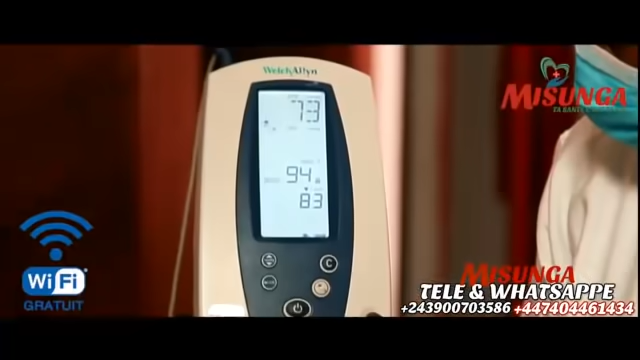 WelchAllyn
73
94
83
C
MISUNGA
WiFi
GRATUIT
MISUNGA
TELE & WHATSAPPE
+243900703586 +447404461434